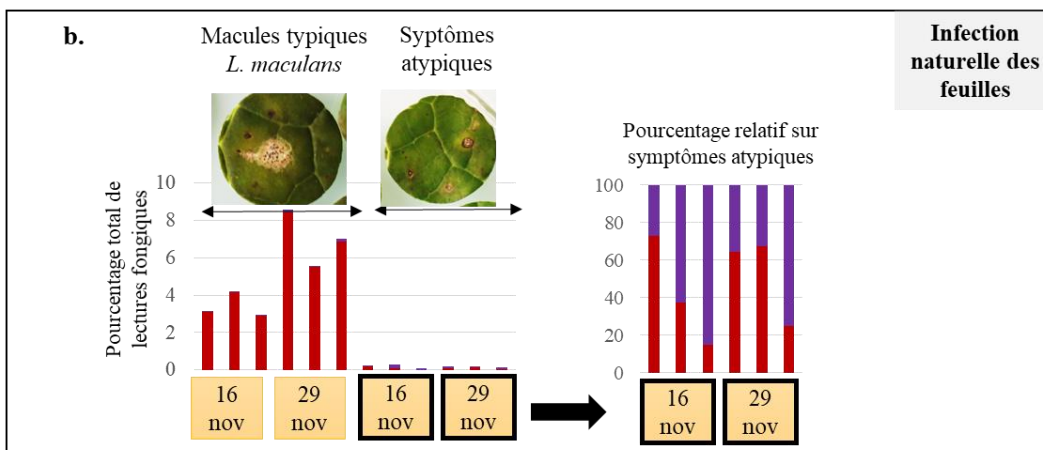 b.
Macules typiques
L. maculans
Syptômes
atypiques
Infection
naturelle des
feuilles
Pourcentage total de
lectures fongiques
10
8
6
4
2
0
16
nov
29
nov
16
nov
29
nov
Pourcentage relatif sur
symptômes atypiques
100
80
60
40
20
0
16
nov
29
nov